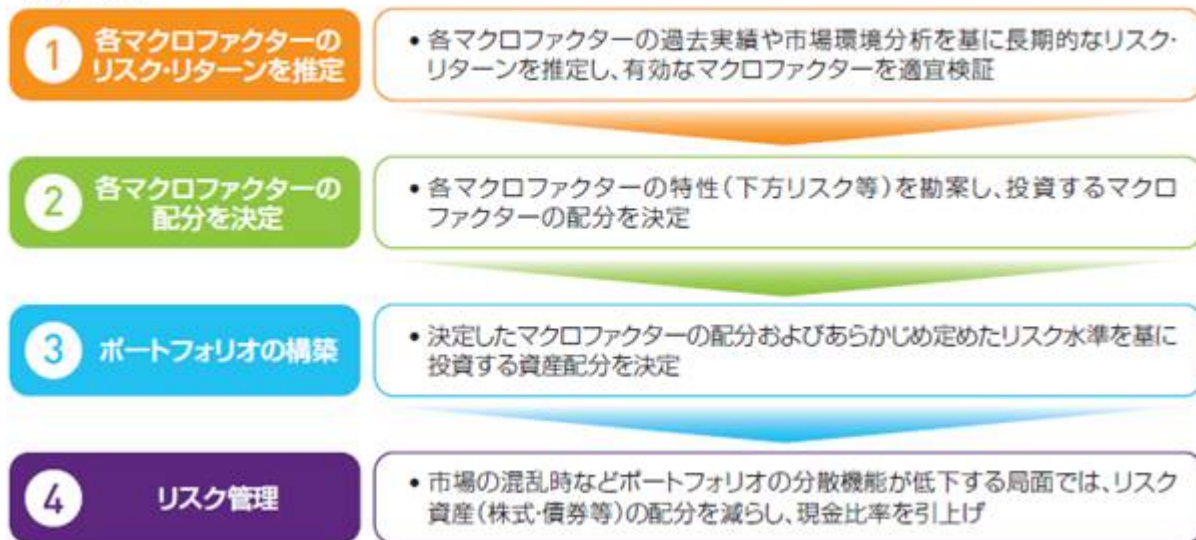 1
各マクロファクターの
リスク・リターンを推定
• 各マクロファクターの過去実績や市場環境分析を基に長期的なリスク・
リターンを推定し、有効なマクロファクターを適宜検証
2
各マクロファクターの
配分を決定
• 各マクロファクターの特性(下方リスク等)を勘案し、投資するマクロ
ファクターの配分を決定
3
ポートフォリオの構築
• 決定したマクロファクターの配分およびあらかじめ定めたリスク水準を基に
投資する資産配分を決定
4
リスク管理
• 市場の混乱時などポートフォリオの分散機能が低下する局面では、リスク
資産(株式・債券等)の配分を減らし、現金比率を引上げ